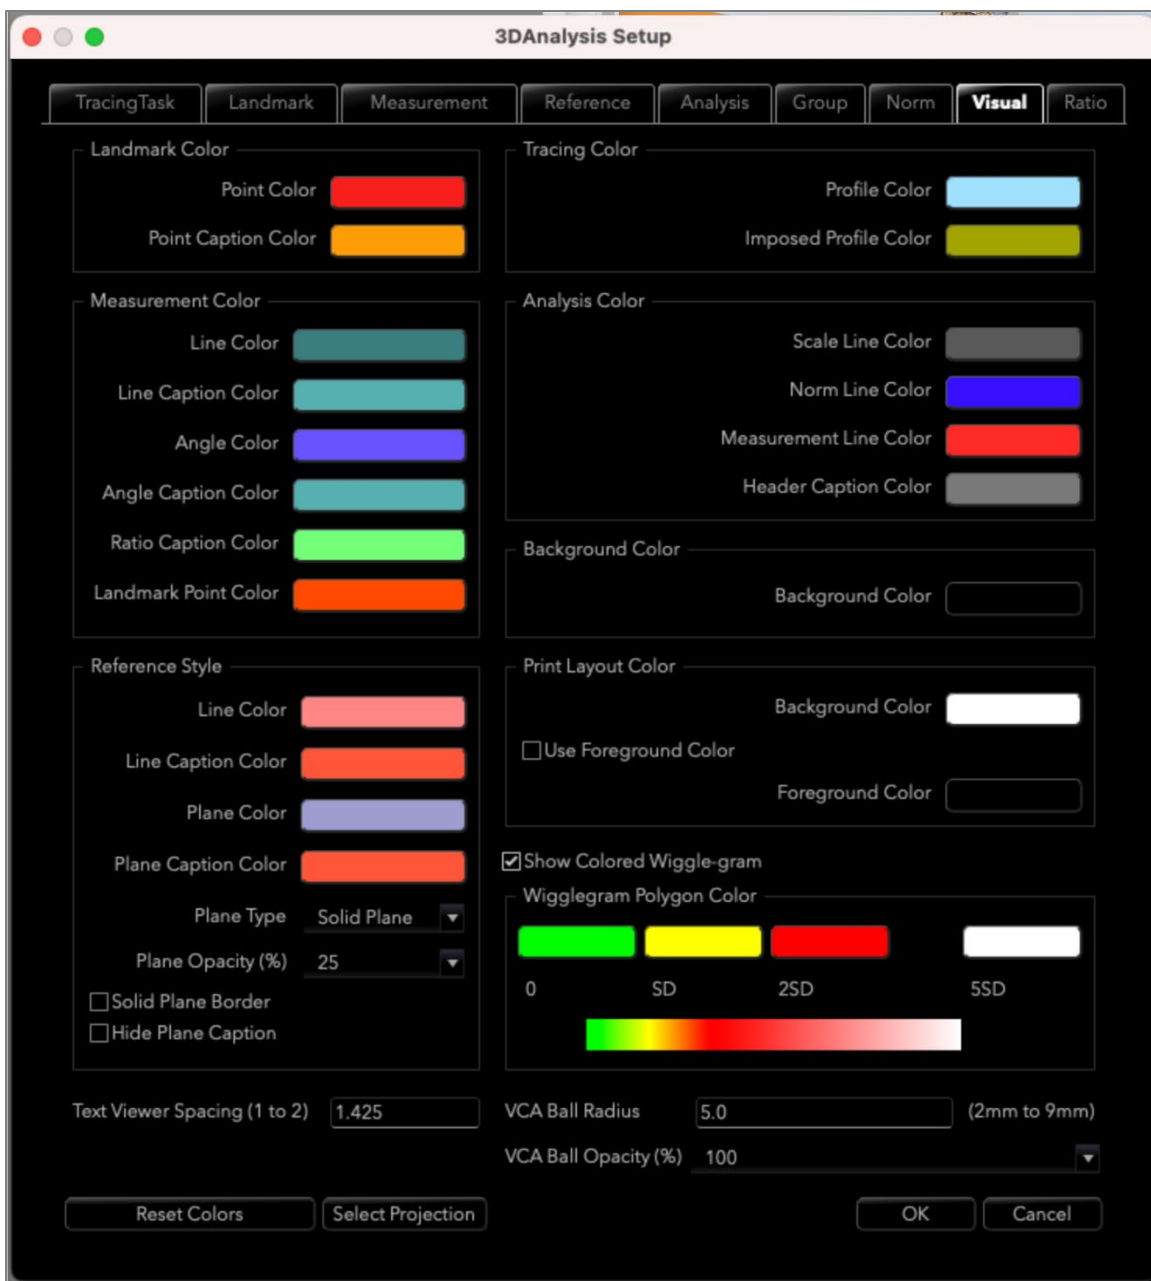 3DAnalysis Setup
TracingTask Landmark Measurement Reference Analysis Group Norm Visual Ratio
Landmark Color
Point Color
Point Caption Color
Tracing Color
Profile Color
Imposed Profile Color
Measurement Color
Line Color
Line Caption Color
Angle Color
Angle Caption Color
Ratio Caption Color
Landmark Point Color
Analysis Color
Scale Line Color
Norm Line Color
Measurement Line Color
Header Caption Color
Background Color
Background Color
Reference Style
Line Color
Line Caption Color
Plane Color
Plane Caption Color
Plane Type Solid Plane
Plane Opacity (%) 25
Solid Plane Border
Hide Plane Caption
Print Layout Color
Background Color
Use Foreground Color
Foreground Color
Show Colored Wiggle-gram
Wigglegram Polygon Color
0 SD 2SD 5SD
Text Viewer Spacing (1 to 2) 1.425
VCA Ball Radius 5.0 (2mm to 9mm)
VCA Ball Opacity (%) 100
Reset Colors Select Projection OK Cancel